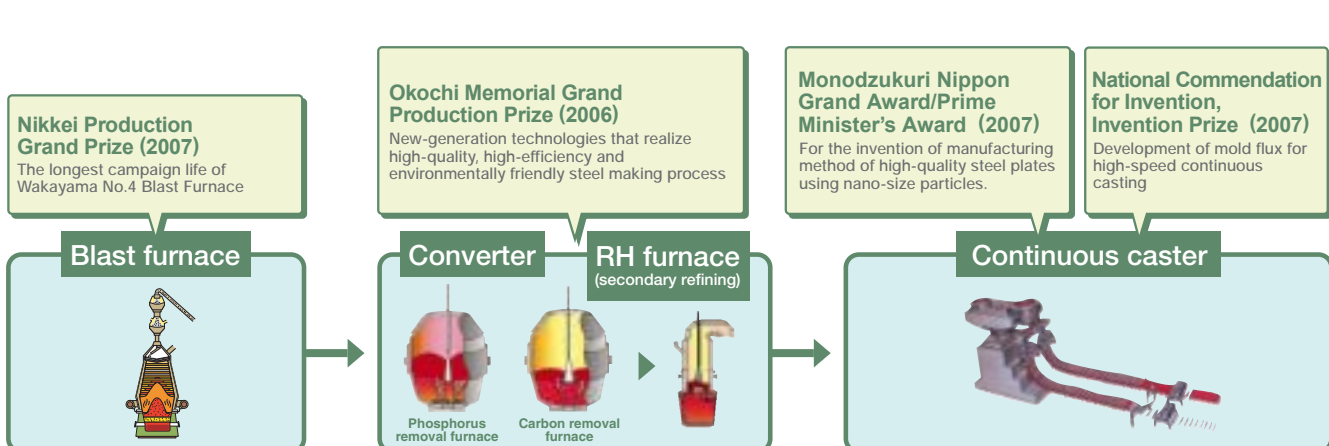 Nikkei Production
Grand Prize (2007)
The longest campaign life of
Wakayama No.4 Blast Furnace
Okochi Memorial Grand
Production Prize (2006)
New-generation technologies that realize
high-quality, high-efficiency and
environmentally friendly steel making process
Monodzukuri Nippon
Grand Award/Prime
Minister's Award (2007)
For the invention of manufacturing
method of high-quality steel plates
using nano-size particles.
National Commendation
for Invention,
Invention Prize (2007)
Development of mold flux for
high-speed continuous
casting
Blast furnace
Converter
RH furnace
(secondary refining)
Continuous caster
Phosphorus
removal furnace
Carbon removal
furnace